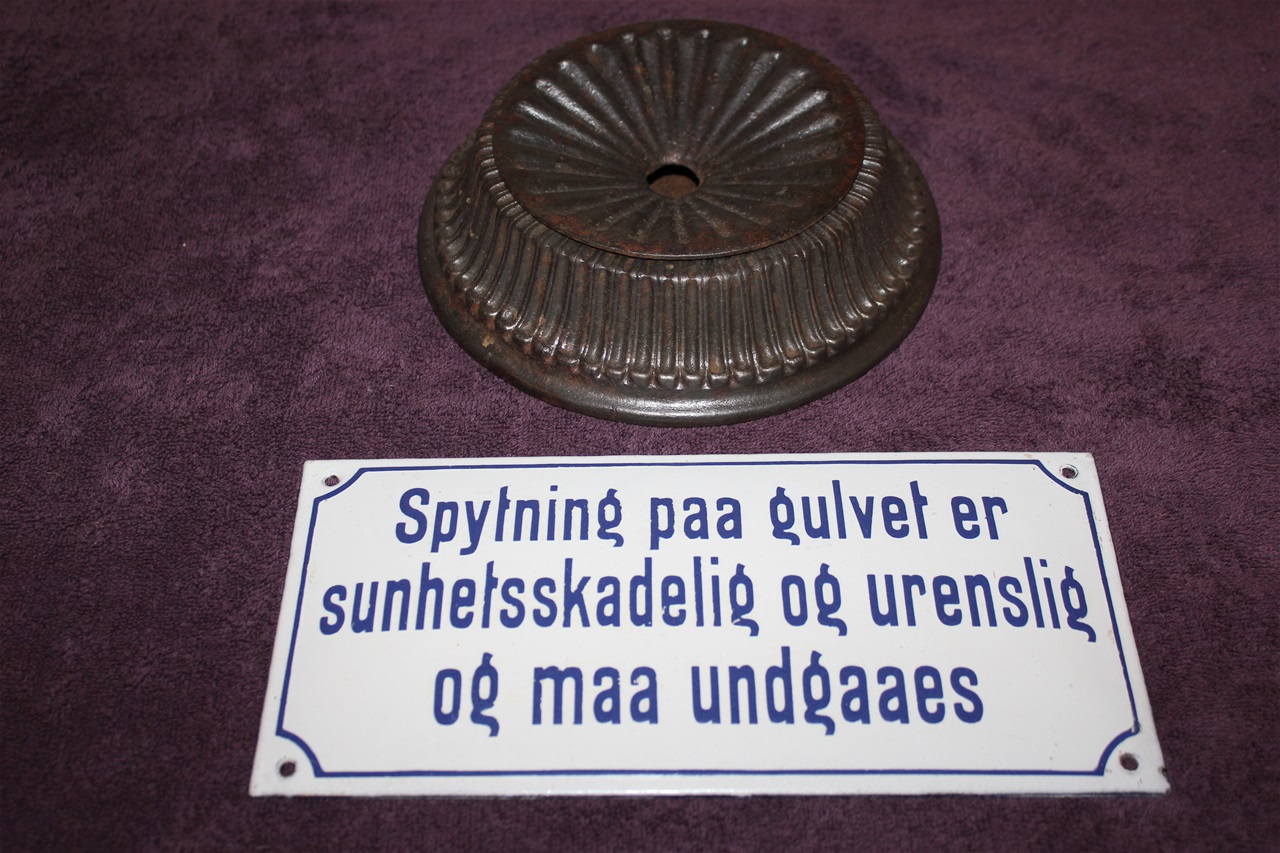 Spytning paa gulvet er
sunhetsskadelig og urenslig
og maa undgaaes